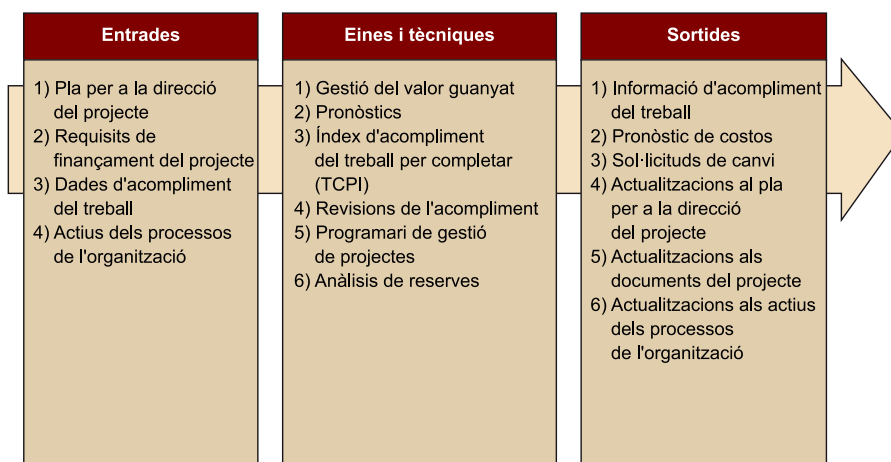 Entrades
1) Pla per a la direcció
del projecte
2) Requisits de
finançament del projecte
3) Dades d'acompliment
del treball
4) Actius dels processos
de l'organització
Eines i tècniques
1) Gestió del valor guanyat
2) Pronòstics
3) Índex d'acompliment
del treball per completar
(TCPI)
4) Revisions de l'acompliment
5) Programari de gestió
de projectes
6) Anàlisis de reserves
Sortides
1) Informació d'acompliment
del treball
2) Pronòstic de costos
3) Sol·licituds de canvi
4) Actualitzacions al pla
per a la direcció
del projecte
5) Actualitzacions als
documents del projecte
6) Actualitzacions als actius
dels processos
de l'organització